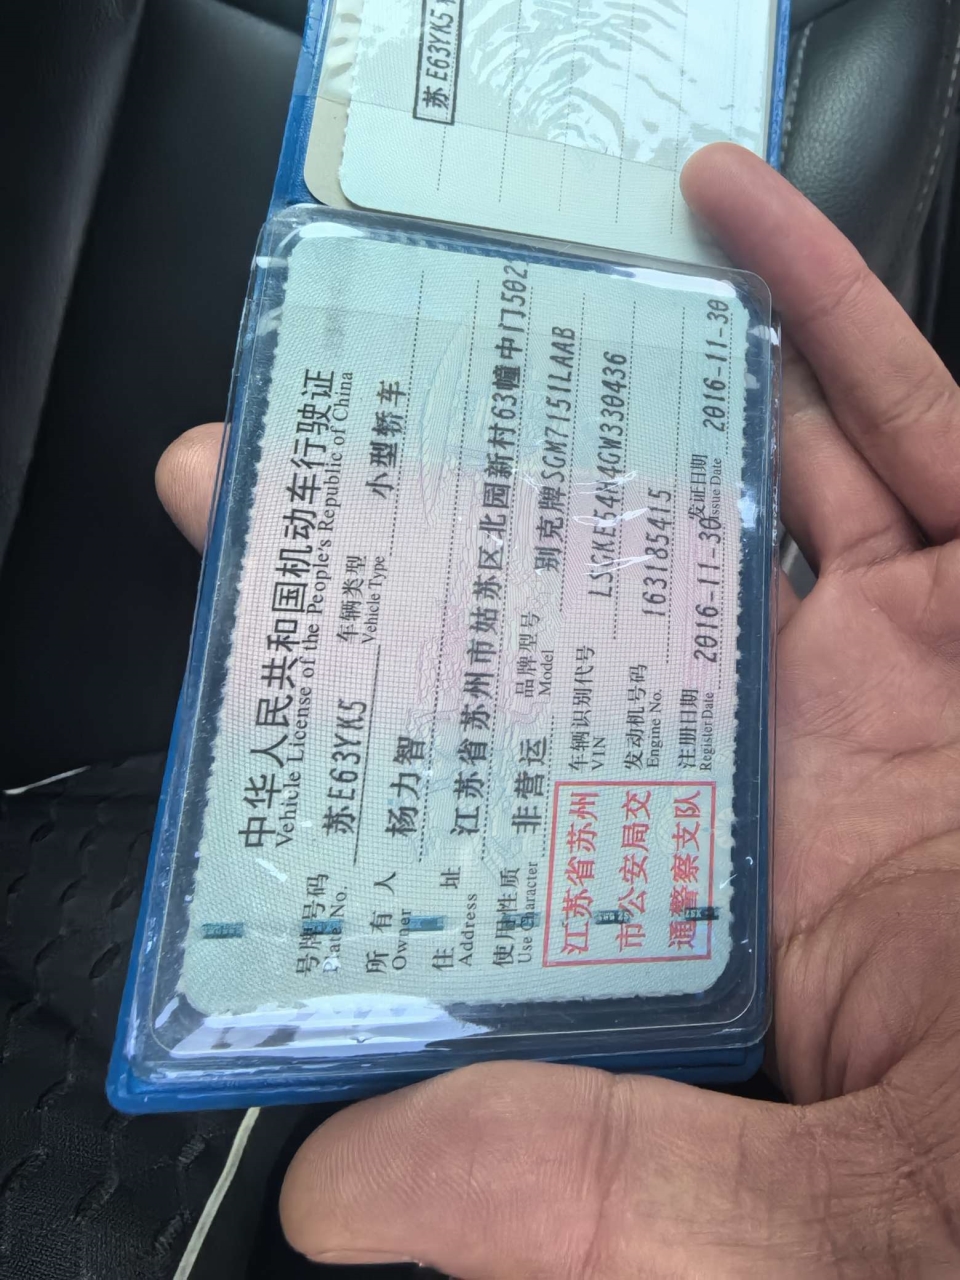 苏E63YK5
中华人民共和国机动车行驶证
Vehicle License of the People's Republic of China
号牌号码 苏E63YK5 车辆类型 小型轿车
Plate No. Vehicle Type
所有人 杨力智
Owner
住址 江苏省苏州市姑苏区北园新村63幢中门502
Address
使用性质 非营运 品牌型号 别克牌SGM7151LAAB
Use Character Model
江苏省苏州
市公安局交
通警察支队
车辆识别代号 LSGKE54N4GW330436
VIN
发动机号码 163185415
Engine No.
注册日期 2016-11-30 发证日期 2016-11-30
Register Date Issue Date